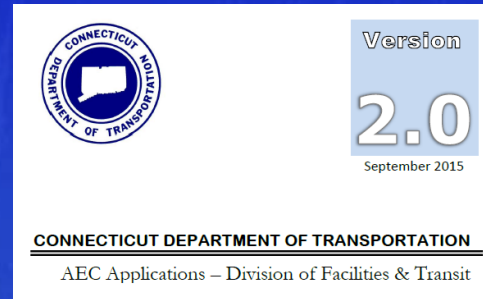 CONNECTICUT
DEPARTMENT OF TRANSPORTATION
Version
2.0
September 2015
CONNECTICUT DEPARTMENT OF TRANSPORTATION
AEC Applications – Division of Facilities & Transit